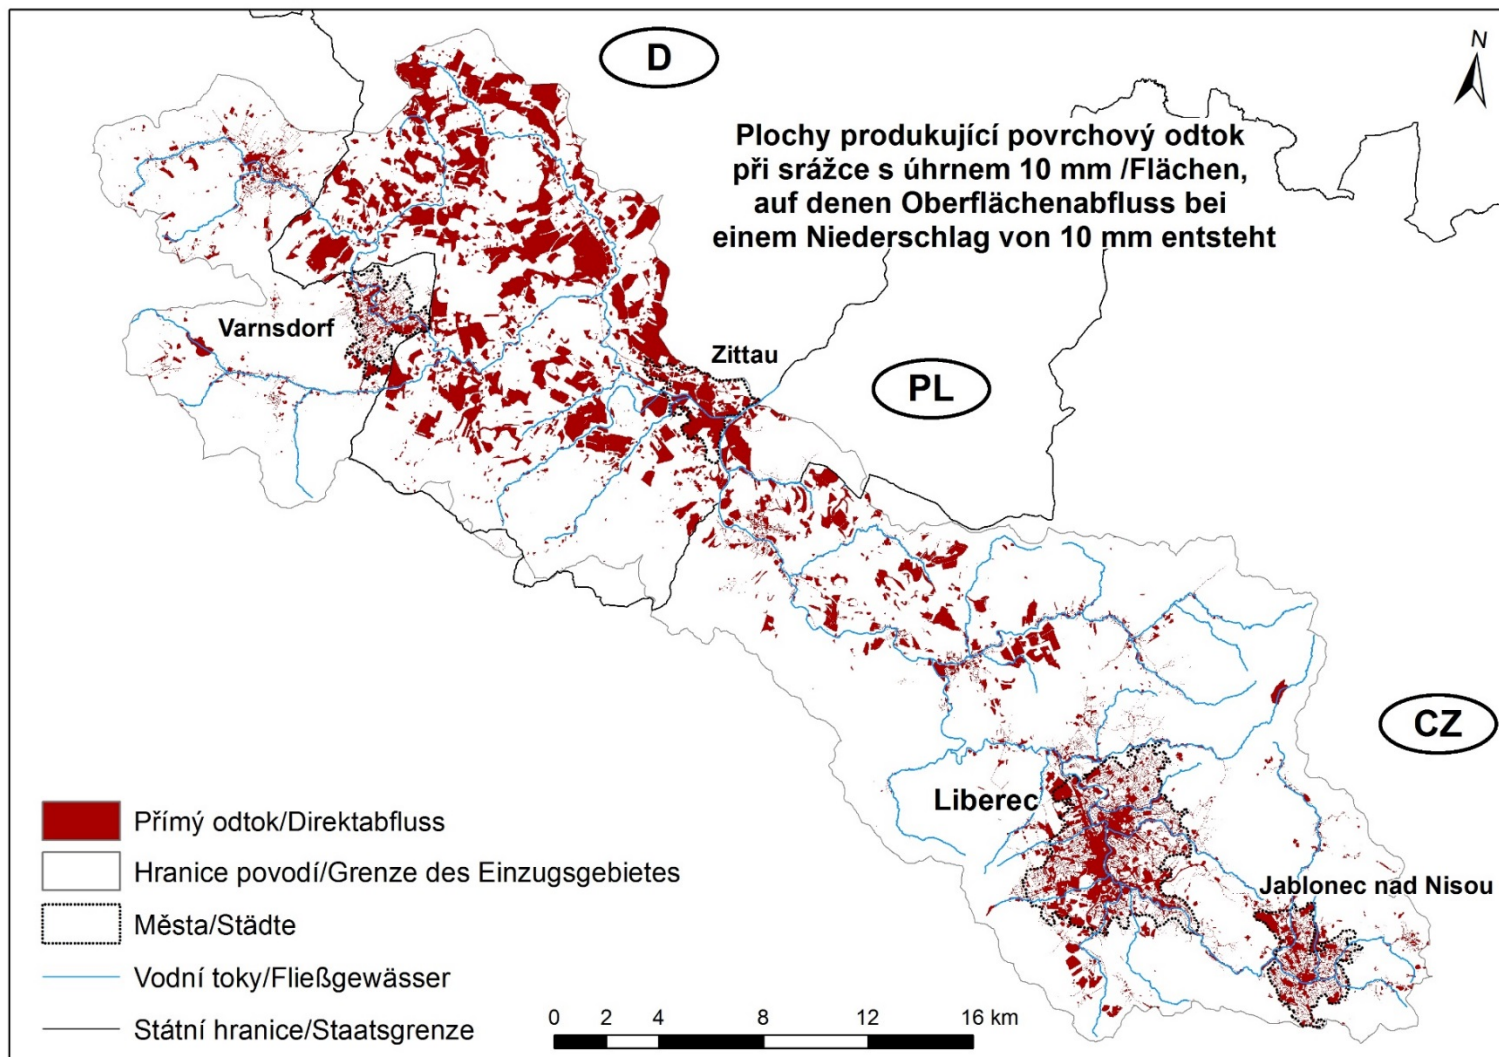 D
N
Plochy produkující povrchový odtok
při srážce s úhrnem 10 mm /Flächen,
auf denen Oberflächenabfluss bei
einem Niederschlag von 10 mm entsteht
Varnsdorf
Zittau
PL
CZ
Liberec
Jablonec nad Nisou
Přímý odtok/Direktabfluss
Hranice povodí/Grenze des Einzugsgebietes
Města/Städte
Vodní toky/Fließgewässer
Státní hranice/Staatsgrenze
0 2 4 8 12 16 km